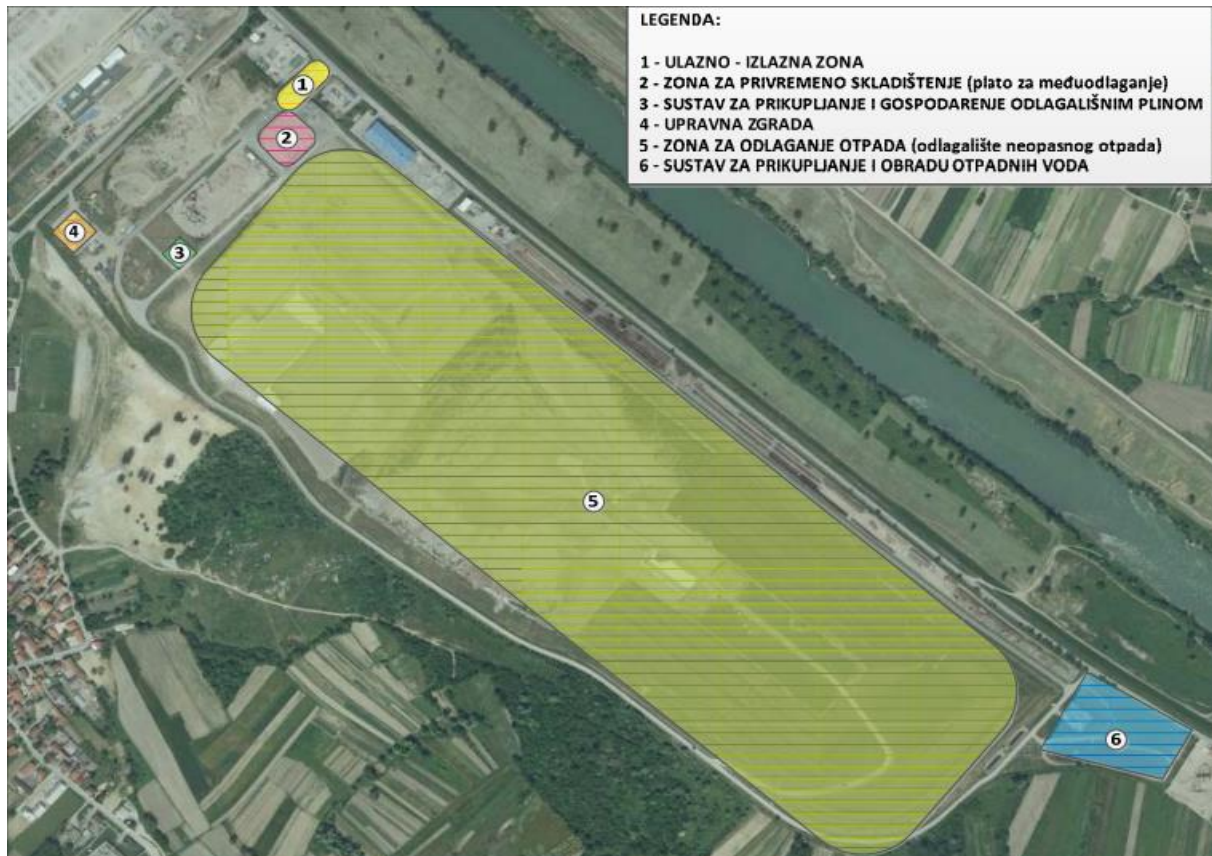 LEGENDA:
1 - ULAZNO - IZLAZNA ZONA
2 - ZONA ZA PRIVREMENO SKLADIŠTENJE (plato za međuodlaganje)
3 - SUSTAV ZA PRIKUPLJANJE I GOSPODARENJE ODLAGALIŠNIM PLINOM
4 - UPRAVNA ZGRADA
5 - ZONA ZA ODLAGANJE OTPADA (odlagalište neopasnog otpada)
6 - SUSTAV ZA PRIKUPLJANJE I OBRADU OTPADNIH VODA
1
2
4
3
5
6